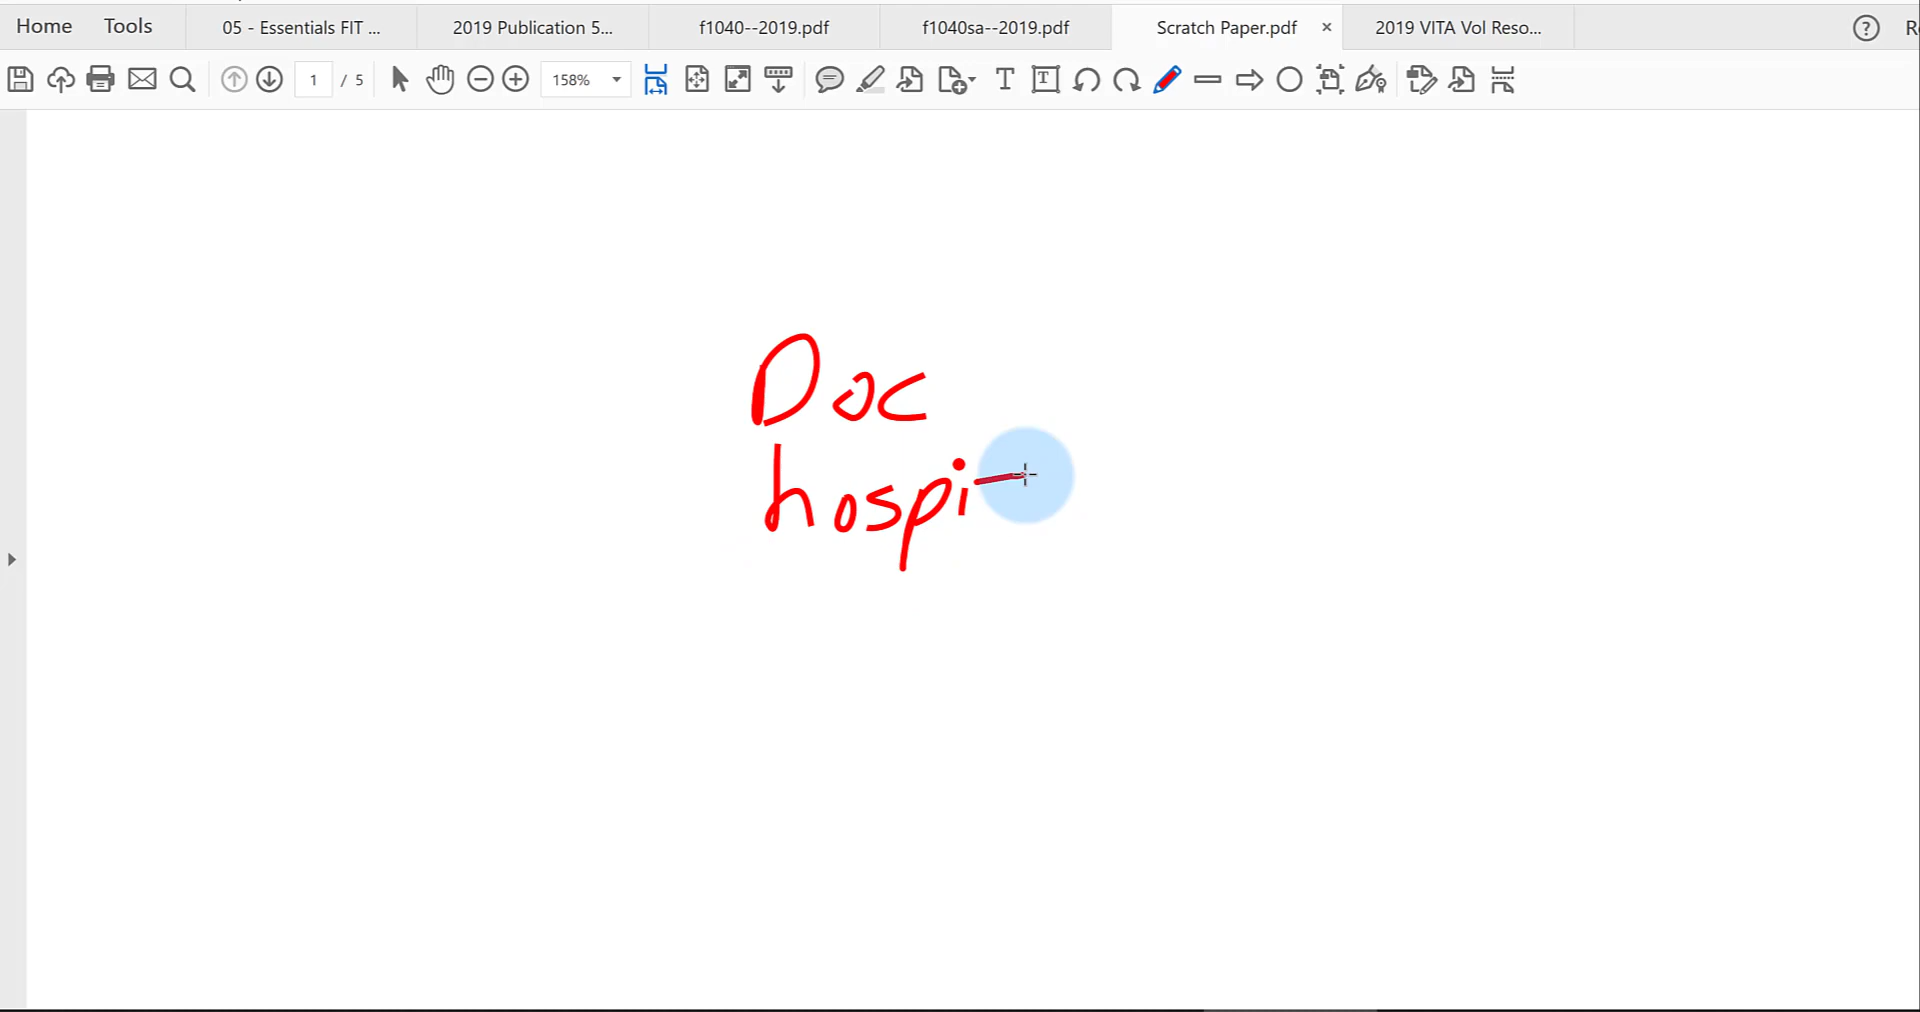 Home Tools 05 - Essentials FIT ... 2019 Publication 5... f1040--2019.pdf f1040sa--2019.pdf Scratch Paper.pdf × 2019 VITA Vol Reso... ?
1 / 5 158%
Doc
hospi